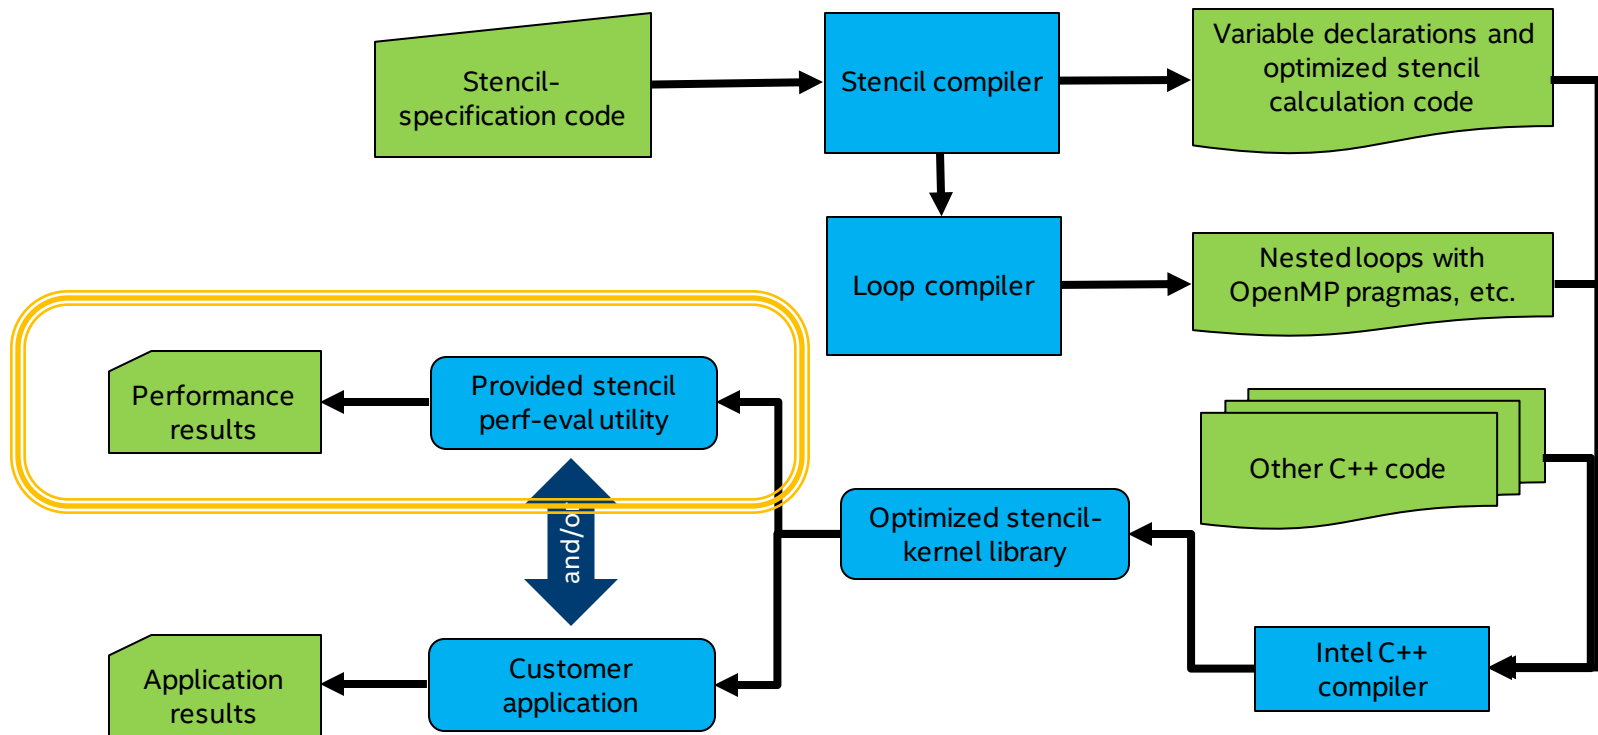 Stencil-
specification code
Stencil compiler
Variable declarations and
optimized stencil
calculation code
Loop compiler
Nested loops with
OpenMP pragmas, etc.
Performance
results
Provided stencil
perf-eval utility
Other C++ code
and/or
Optimized stencil-
kernel library
Application
results
Customer
application
Intel C++
compiler